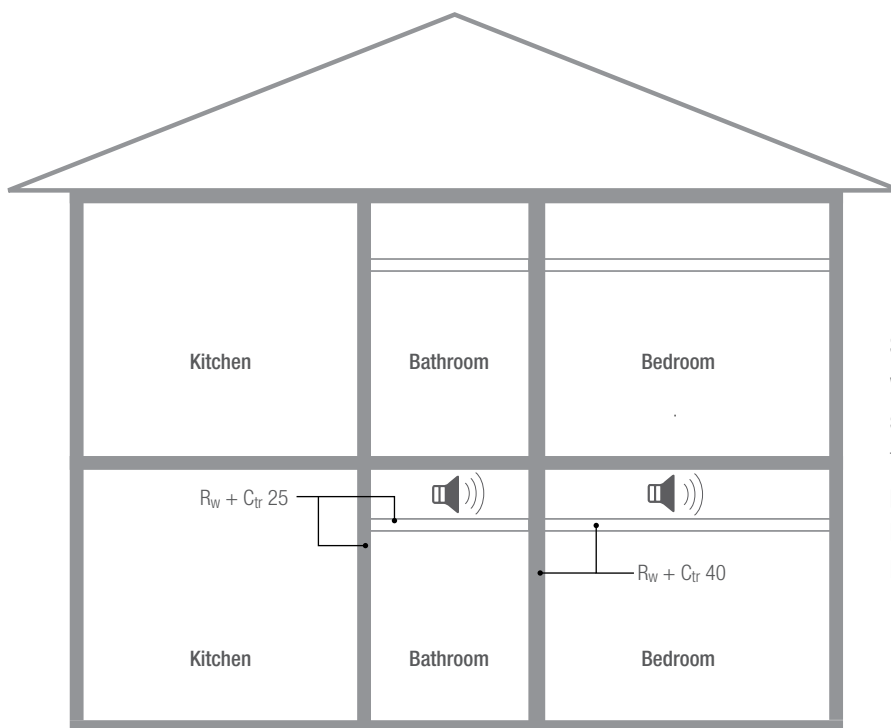 Kitchen
Bathroom
Bedroom
Rw + Ctr 25
Rw + Ctr 40
Kitchen
Bathroom
Bedroom